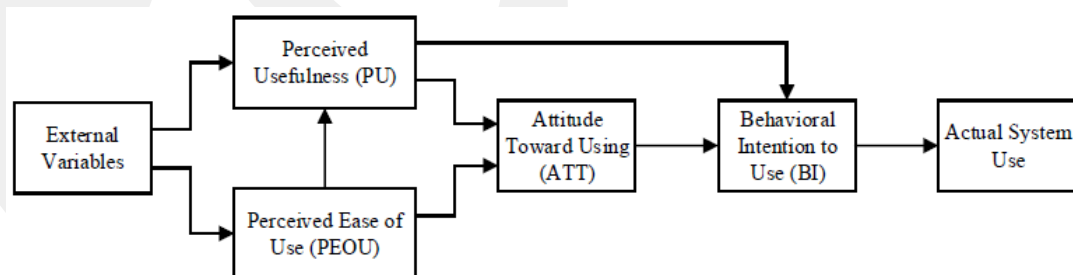 External
Variables
Perceived
Usefulness (PU)
Perceived Ease of
Use (PEOU)
Attitude
Toward Using
(ATT)
Behavioral
Intention to
Use (BI)
Actual System
Use